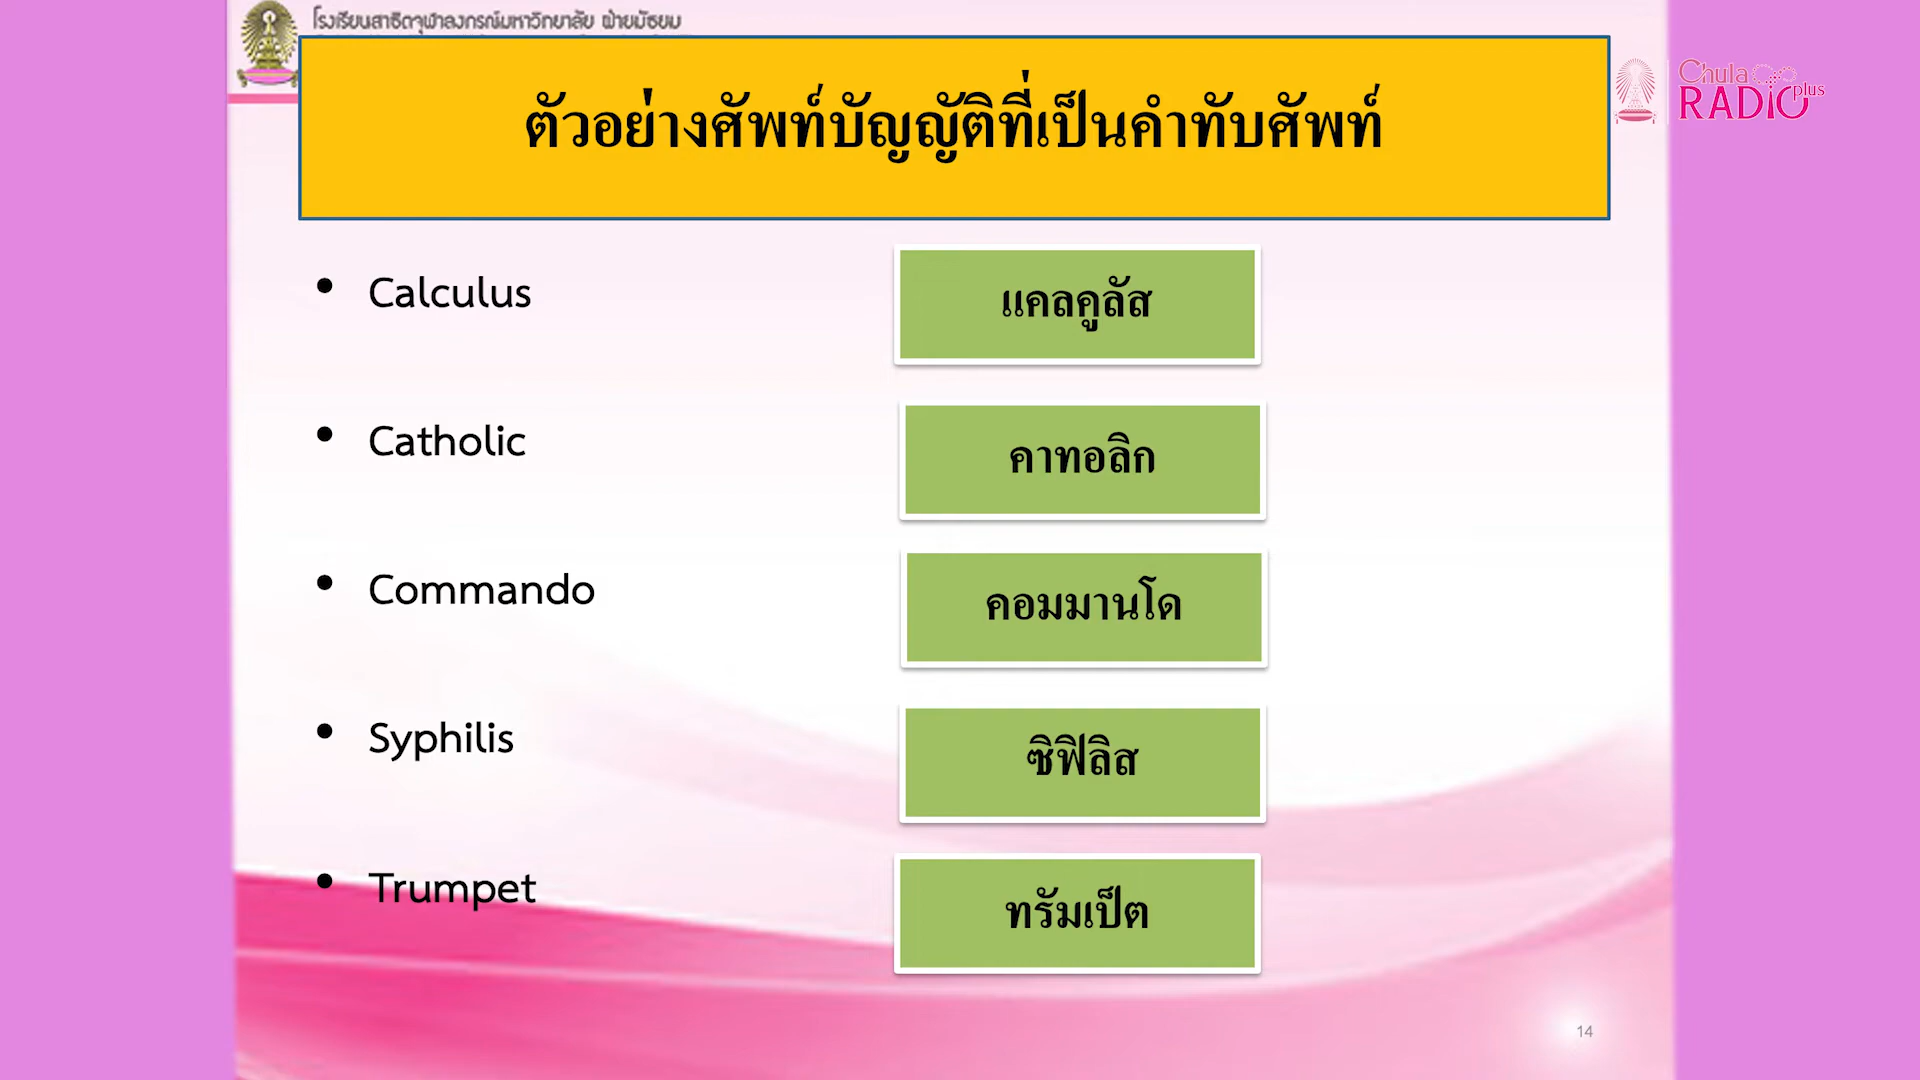 โรงเรียนสาธิตจุฬาลงกรณ์มหาวิทยาลัย ฝ่ายมัธยม
ตัวอย่างศัพท์บัญญัติที่เป็นคำทับศัพท์
Chula
RADIO plus
• Calculus
แคลคูลัส
• Catholic
คาทอลิก
• Commando
คอมมานโด
• Syphilis
ซิฟิลิส
• Trumpet
ทรัมเป็ต
14